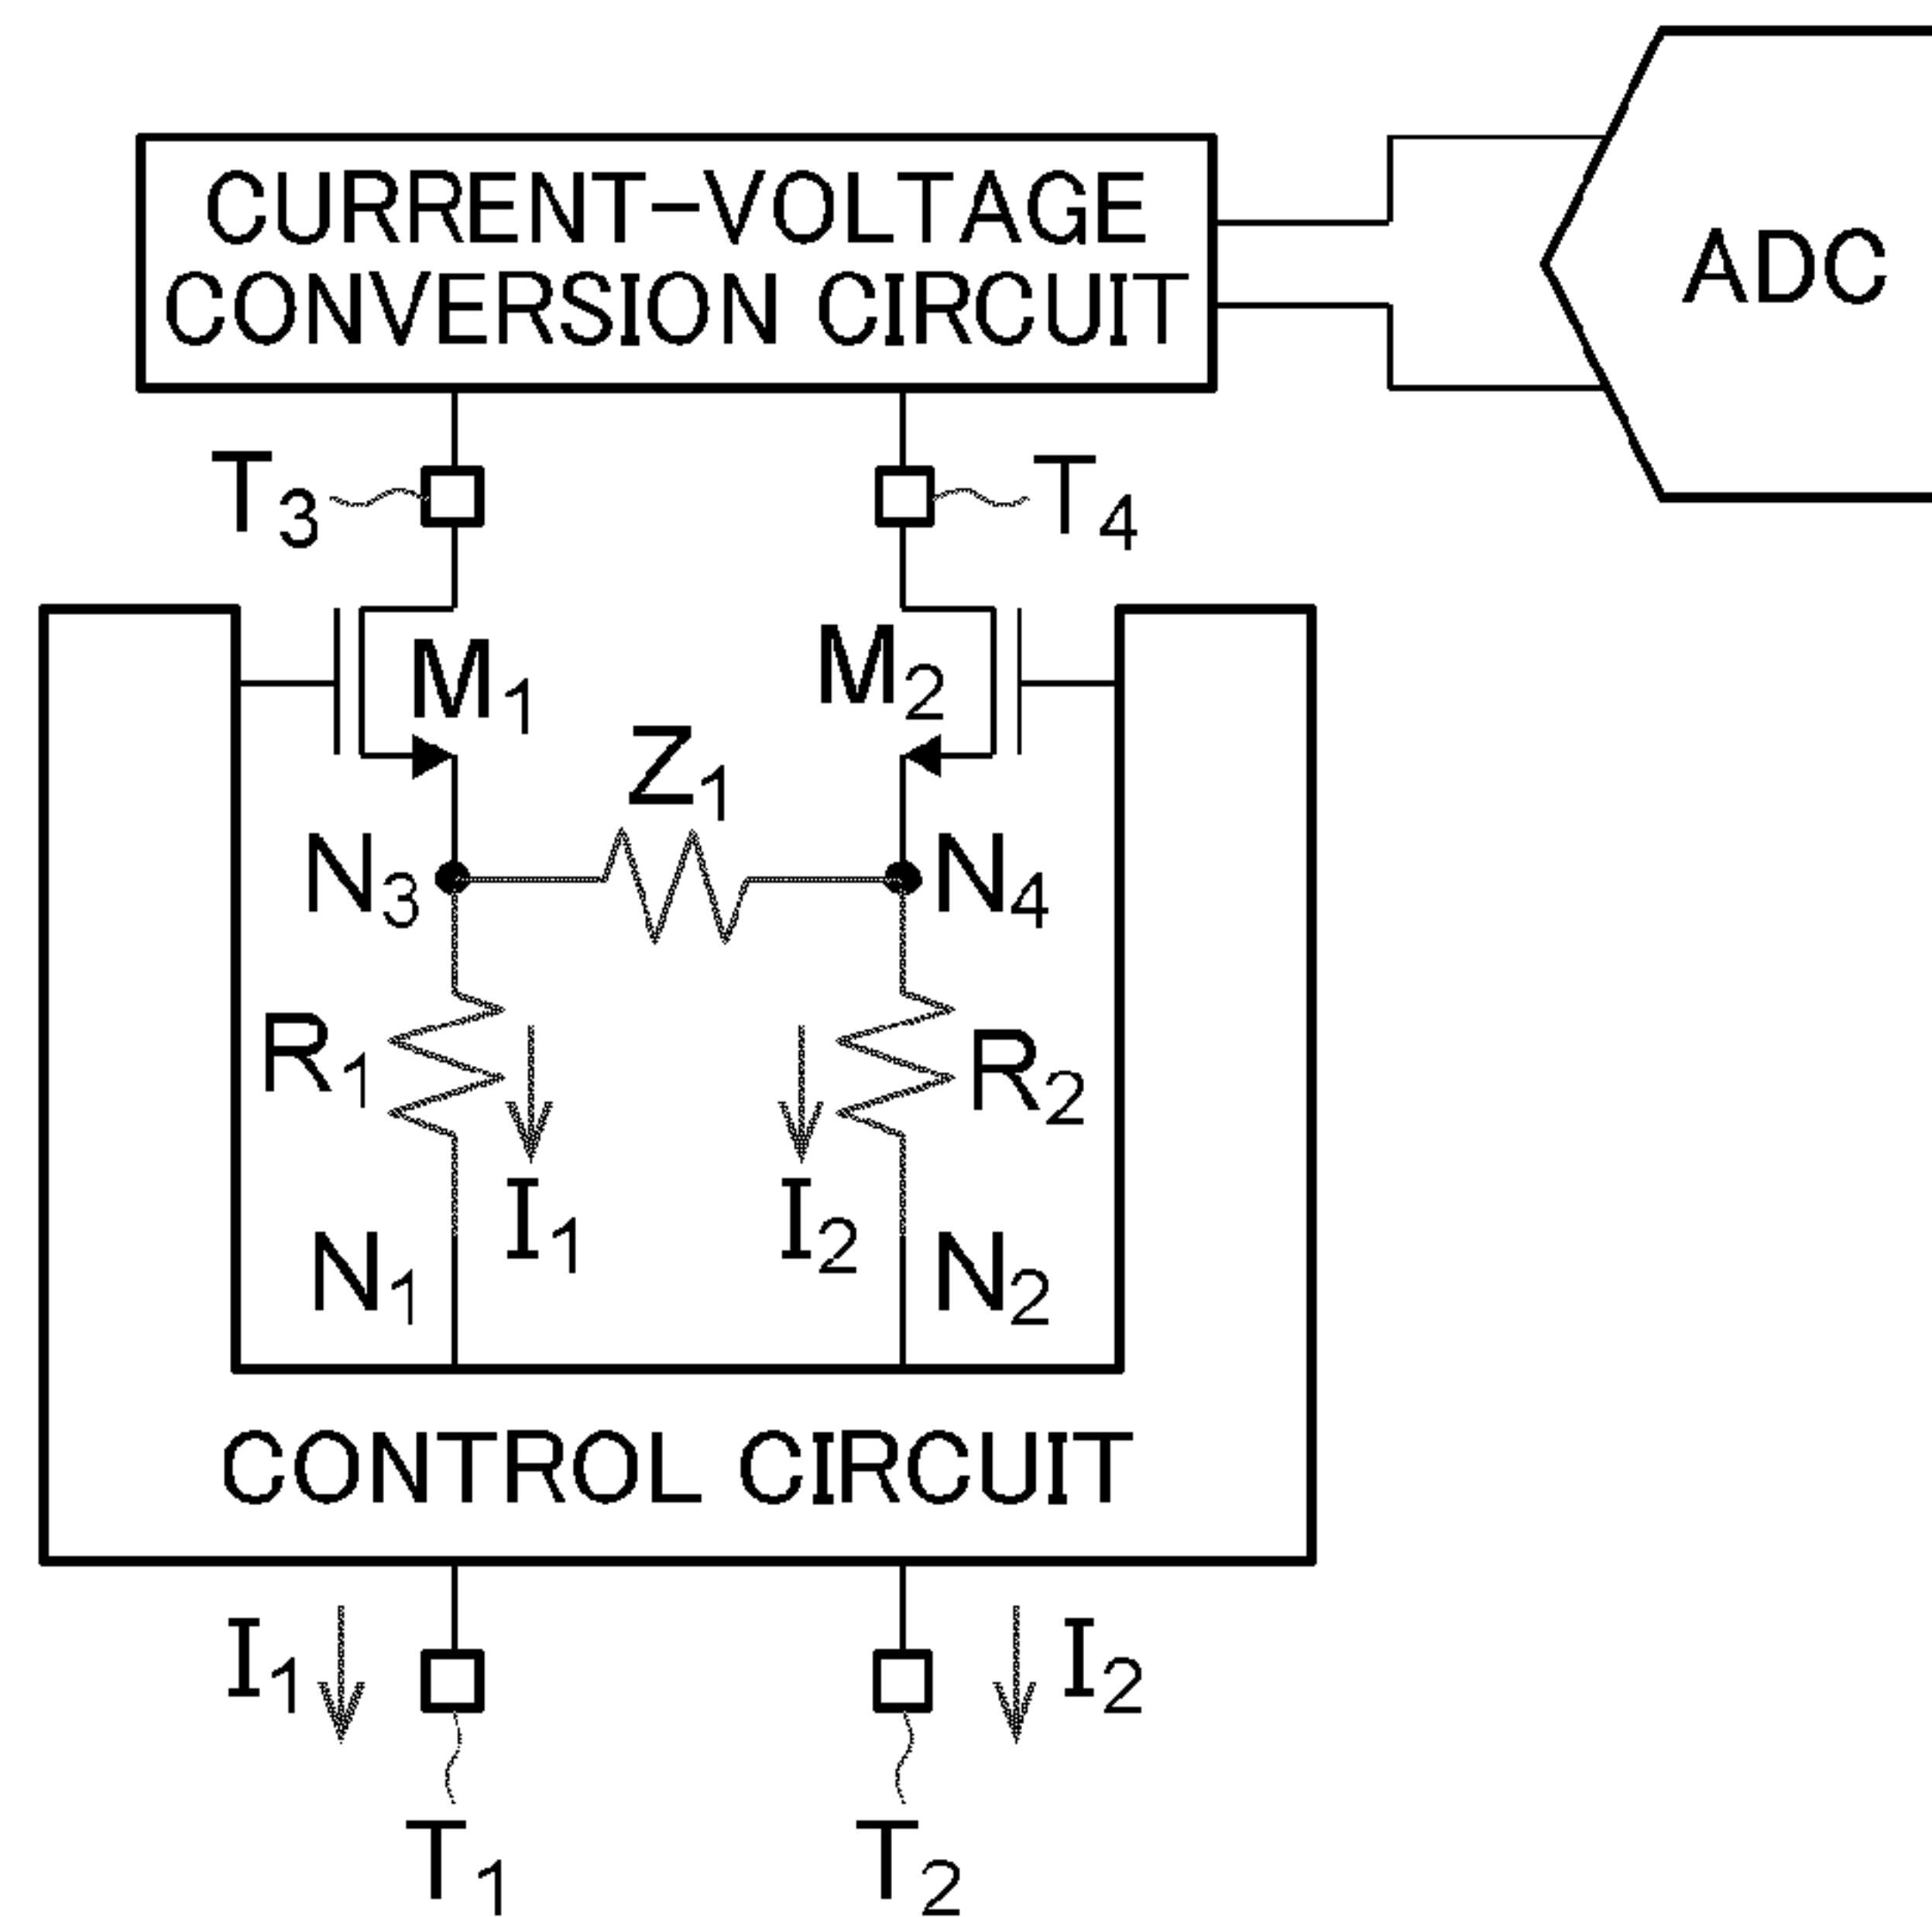 CURRENT-VOLTAGE
CONVERSION CIRCUIT
ADC
T3
T4
M1
M2
Z1
N3
N4
R1
R2
I1
I2
N1
N2
CONTROL CIRCUIT
I1
I2
T1
T2